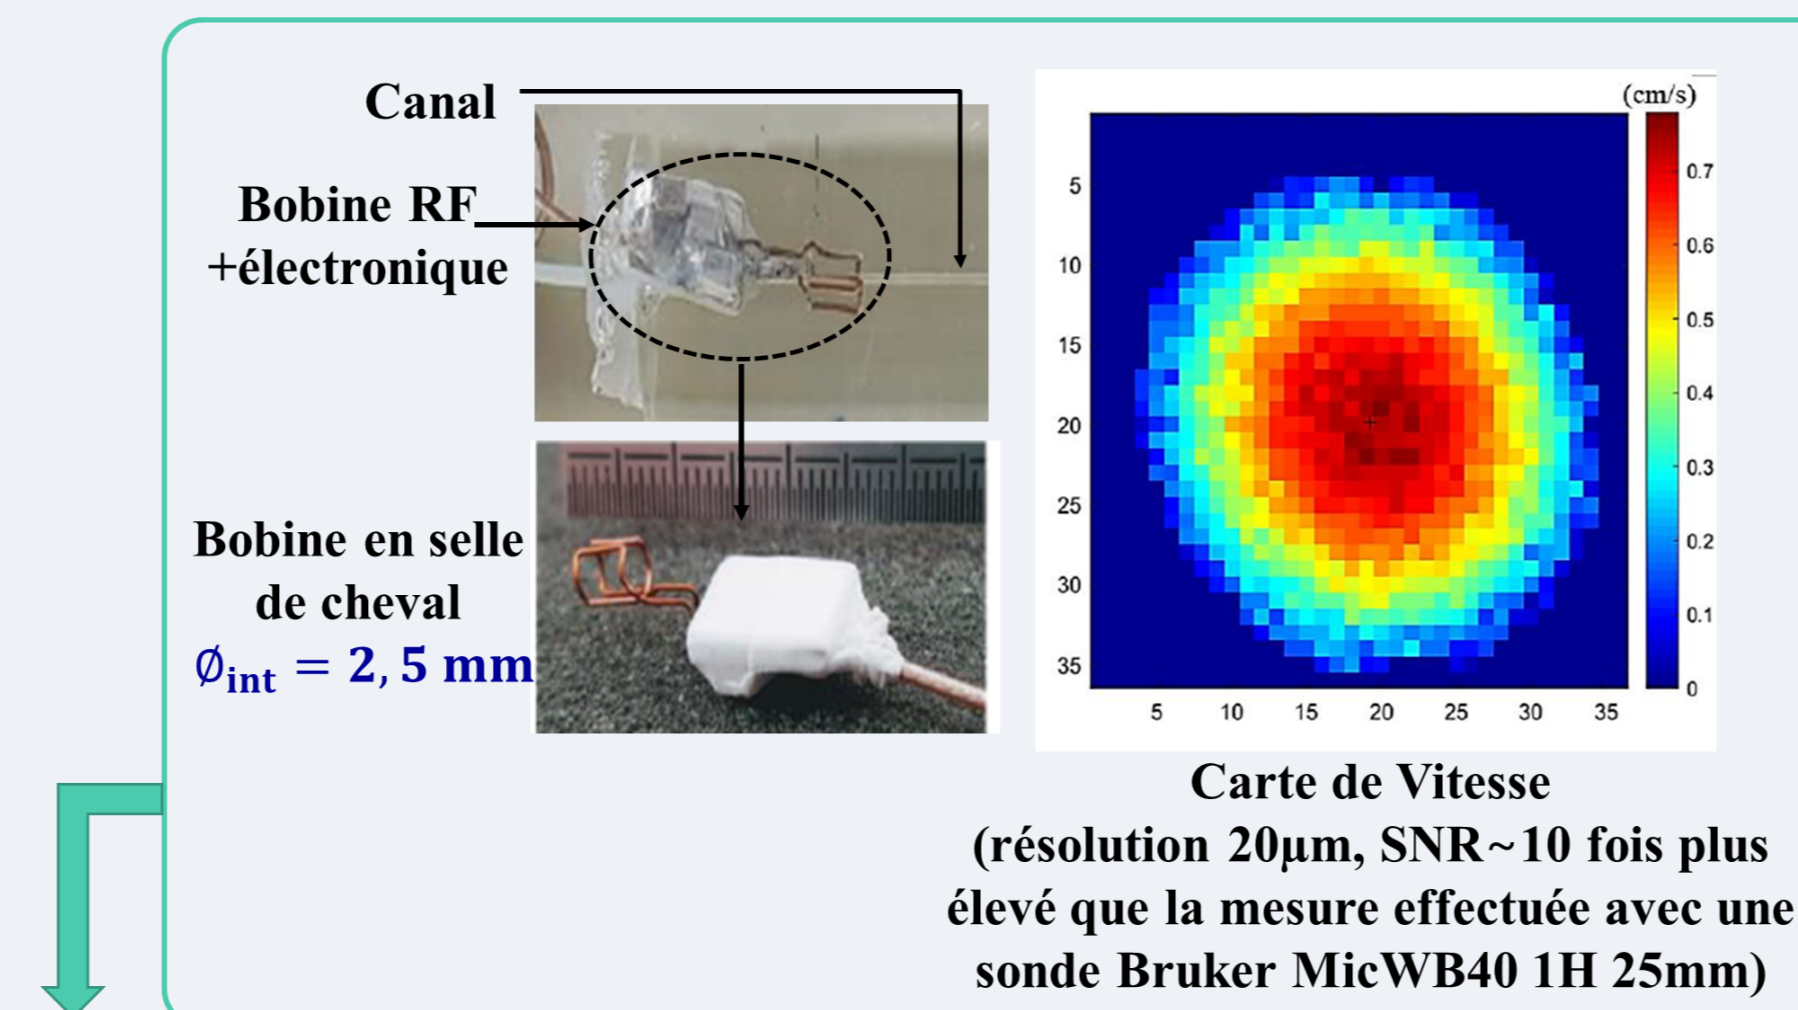 Canal
Bobine RF
+électronique
Bobine en selle
de cheval
∅int = 2,5 mm
(cm/s)
0.7
0.6
0.5
0.4
0.3
0.2
0.1
0
5
10
15
20
25
30
35
5 10 15 20 25 30 35
Carte de Vitesse
(résolution 20µm, SNR~10 fois plus
élevé que la mesure effectuée avec une
sonde Bruker MicWB40 1H 25mm)